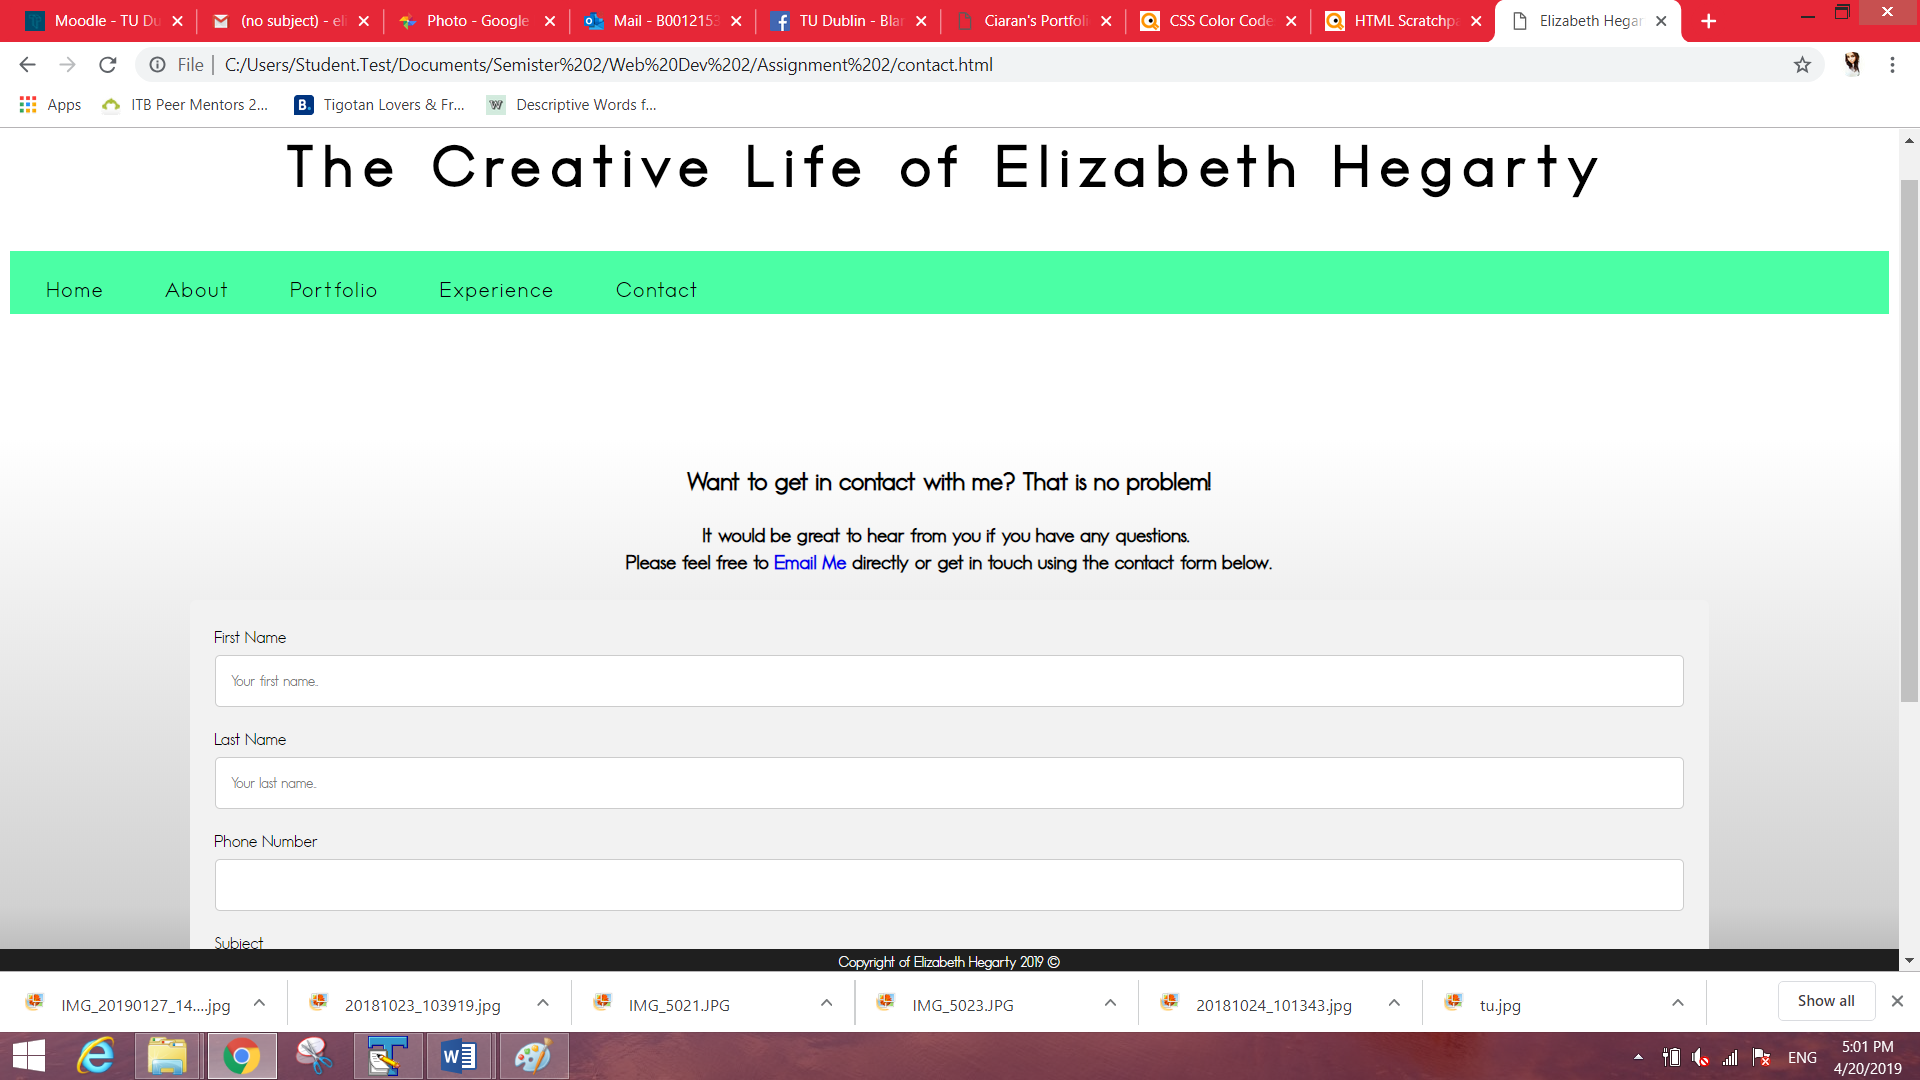 Moodle - TU Du
(no subject) - eli
Photo - Google
Mail - B0012153
TU Dublin - Blan
Ciaran's Portfoli
CSS Color Code
HTML Scratchpa
Elizabeth Hegar
File | C:/Users/Student.Test/Documents/Semister%202/Web%20Dev%202/Assignment%202/contact.html
Apps
ITB Peer Mentors 2...
B.
Tigotan Lovers & Fr...
W
Descriptive Words f...
The Creative Life of Elizabeth Hegarty
Home
About
Portfolio
Experience
Contact
Want to get in contact with me? That is no problem!
It would be great to hear from you if you have any questions.
Please feel free to Email Me directly or get in touch using the contact form below.
First Name
Your first name..
Last Name
Your last name..
Phone Number
Subject
Copyright of Elizabeth Hegarty 2019 ©
IMG_20190127_14....jpg
20181023_103919.jpg
IMG_5021.JPG
IMG_5023.JPG
20181024_101343.jpg
tu.jpg
Show all
ENG
5:01 PM
4/20/2019